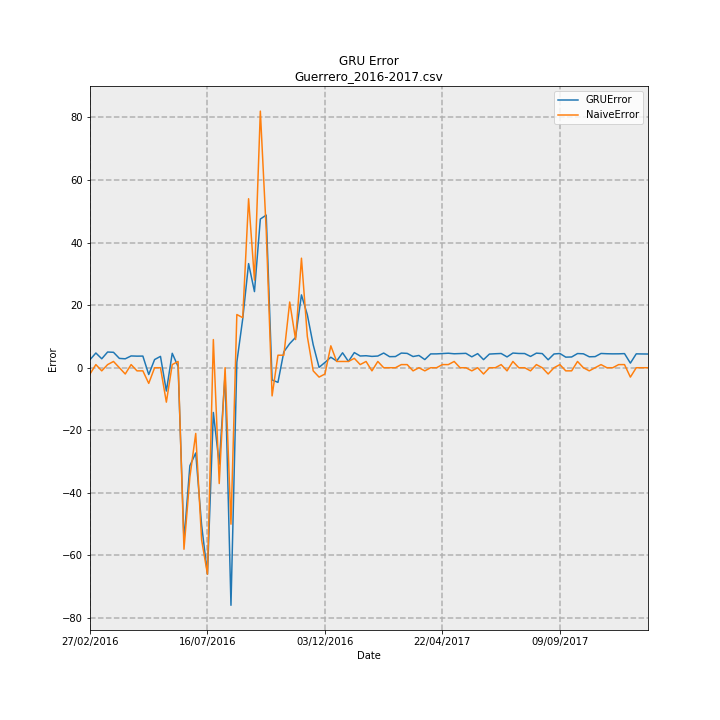 GRU Error
Guerrero_2016-2017.csv
GRUError
NaiveError
80
60
40
20
0
−20
−40
−60
−80
Error
27/02/2016
16/07/2016
03/12/2016
22/04/2017
09/09/2017
Date